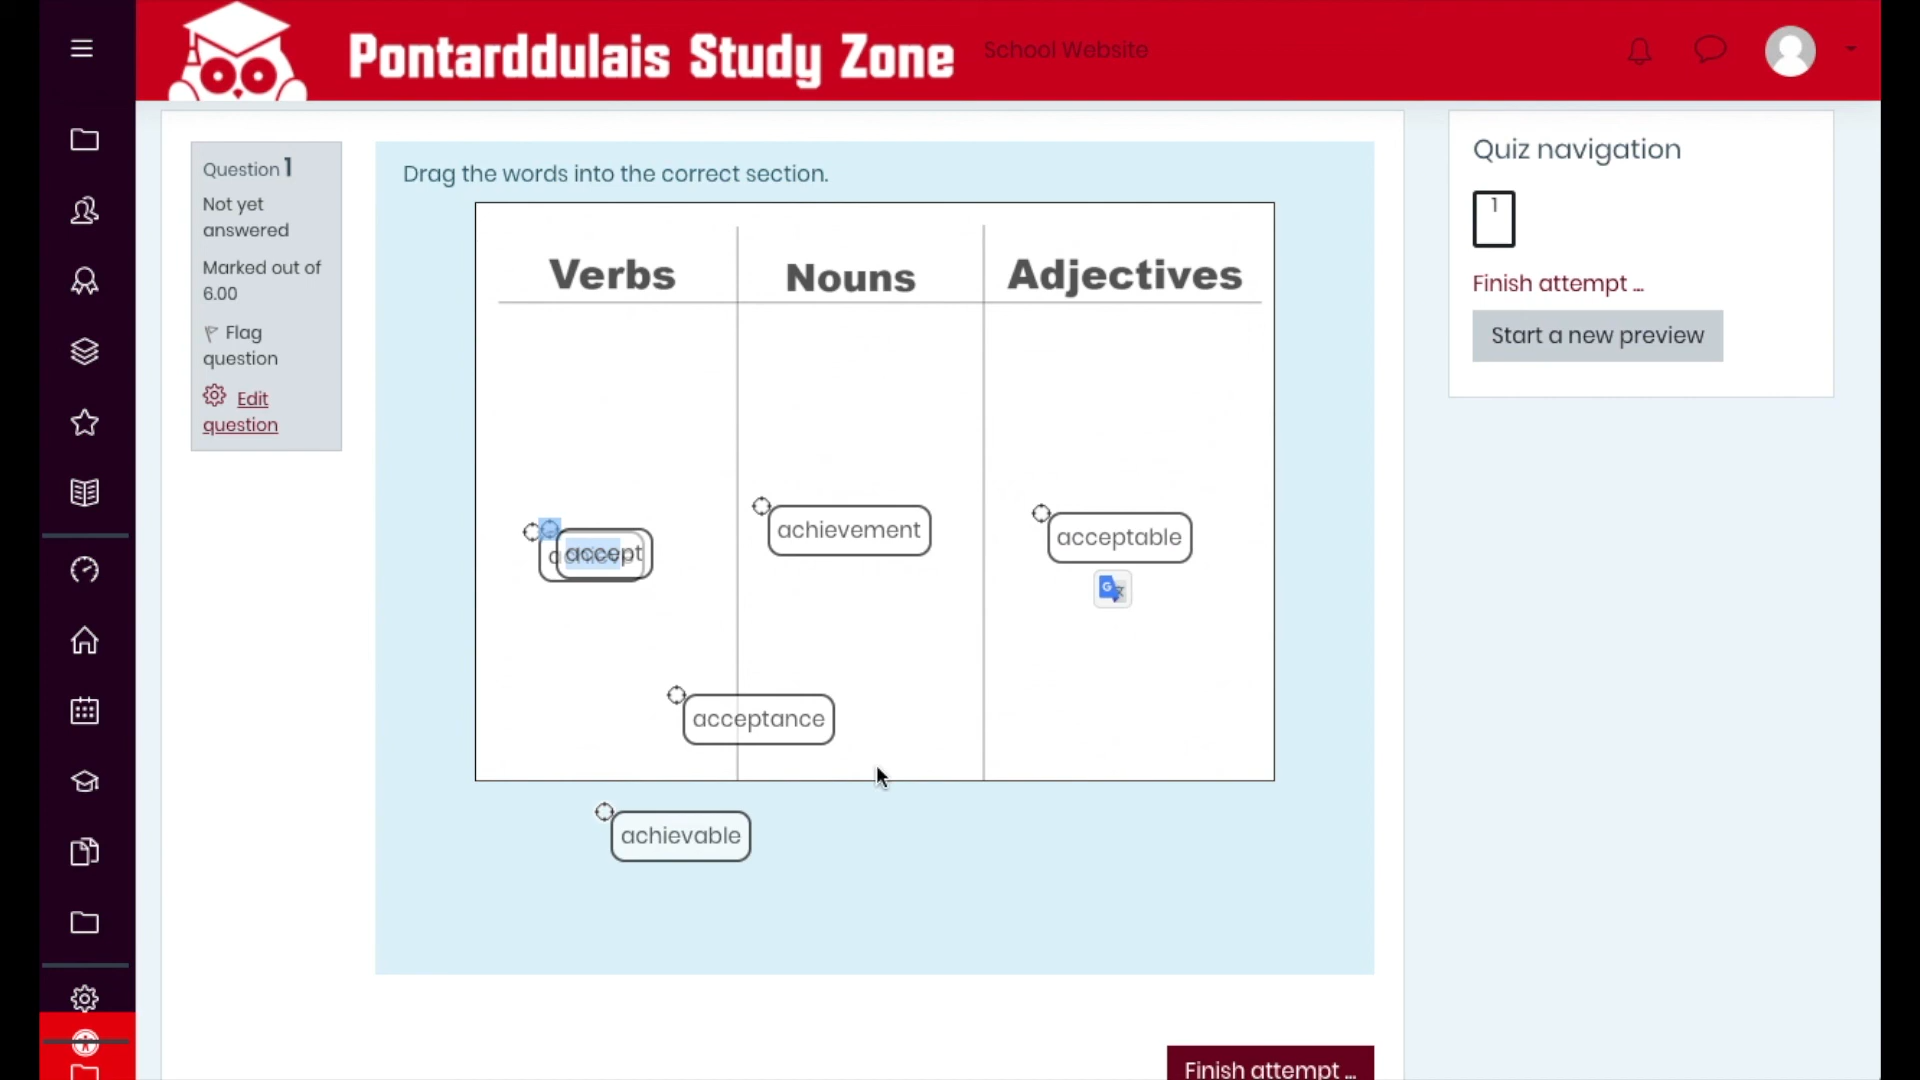 Pontarddulais Study Zone
School Website
Question 1
Not yet
answered
Marked out of
6.00
Flag
question
Edit
question
Drag the words into the correct section.
Verbs
Nouns
Adjectives
achievement
acceptable
accept
acceptance
achievable
Finish attempt ...
Quiz navigation
1
Finish attempt ...
Start a new preview